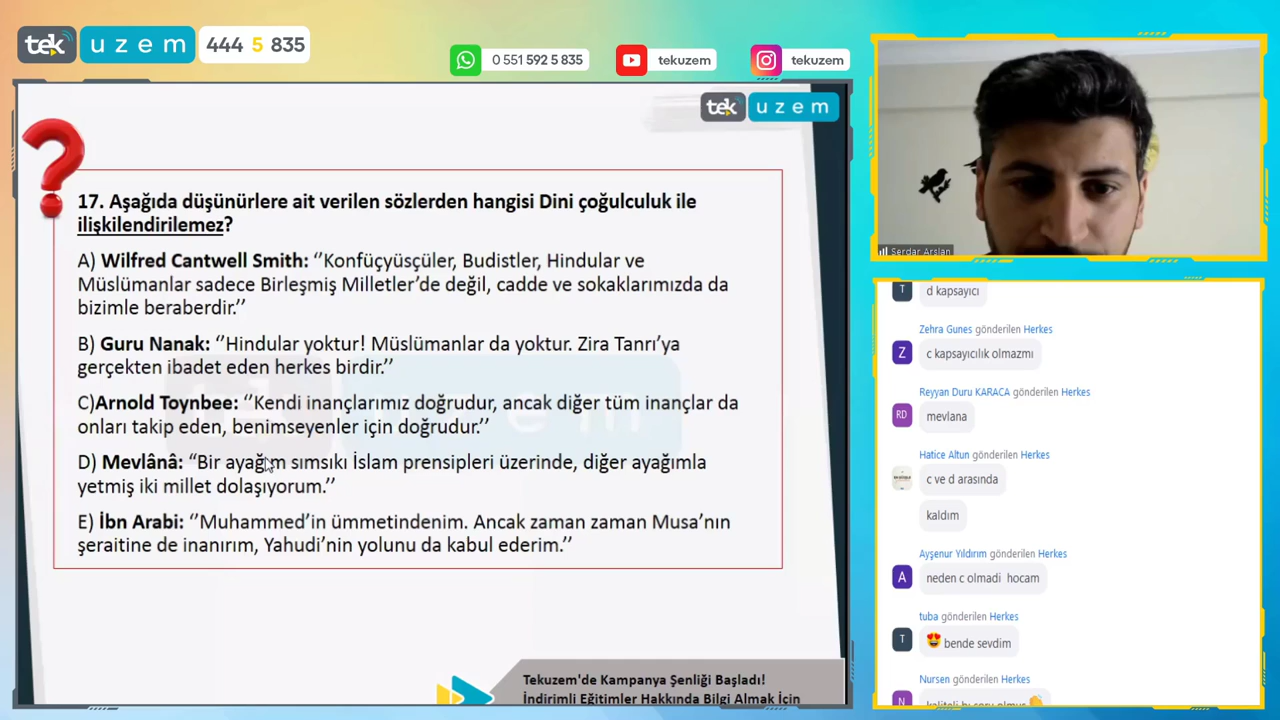 tek uzem 444 5 835
0 551 592 5 835
tekuzem
tekuzem
tek uzem
17. Aşağıda düşünürlere ait verilen sözlerden hangisi Dini çoğulculuk ile
ilişkilendirilemez?
A) Wilfred Cantwell Smith: ‘’Konfüçyüsçüler, Budistler, Hindular ve
Müslümanlar sadece Birleşmiş Milletler’de değil, cadde ve sokaklarımızda da
bizimle beraberdir.’’
B) Guru Nanak: ‘’Hindular yoktur! Müslümanlar da yoktur. Zira Tanrı’ya
gerçekten ibadet eden herkes birdir.’’
C)Arnold Toynbee: ‘’Kendi inançlarımız doğrudur, ancak diğer tüm inançlar da
onları takip eden, benimseyenler için doğrudur.’’
D) Mevlânâ: “Bir ayağım sımsıkı İslam prensipleri üzerinde, diğer ayağımla
yetmiş iki millet dolaşıyorum.’’
E) İbn Arabi: ‘’Muhammed’in ümmetindenim. Ancak zaman zaman Musa’nın
şeraitine de inanırım, Yahudi’nin yolunu da kabul ederim.’’
Tekuzem'de Kampanya Şenliği Başladı!
İndirimli Eğitimler Hakkında Bilgi Almak İçin
Serdar Arslan
T
d kapsayıcı
Zehra Gunes gönderilen Herkes
Z
c kapsayıcılık olmazmı
Reyyan Duru KARACA gönderilen Herkes
RD
mevlana
Hatice Altun gönderilen Herkes
c ve d arasında
kaldım
Ayşenur Yıldırım gönderilen Herkes
A
neden c olmadi hocam
tuba gönderilen Herkes
T
😍 bende sevdim
Nursen gönderilen Herkes
N
kaliteli bı soru olmuş 👏